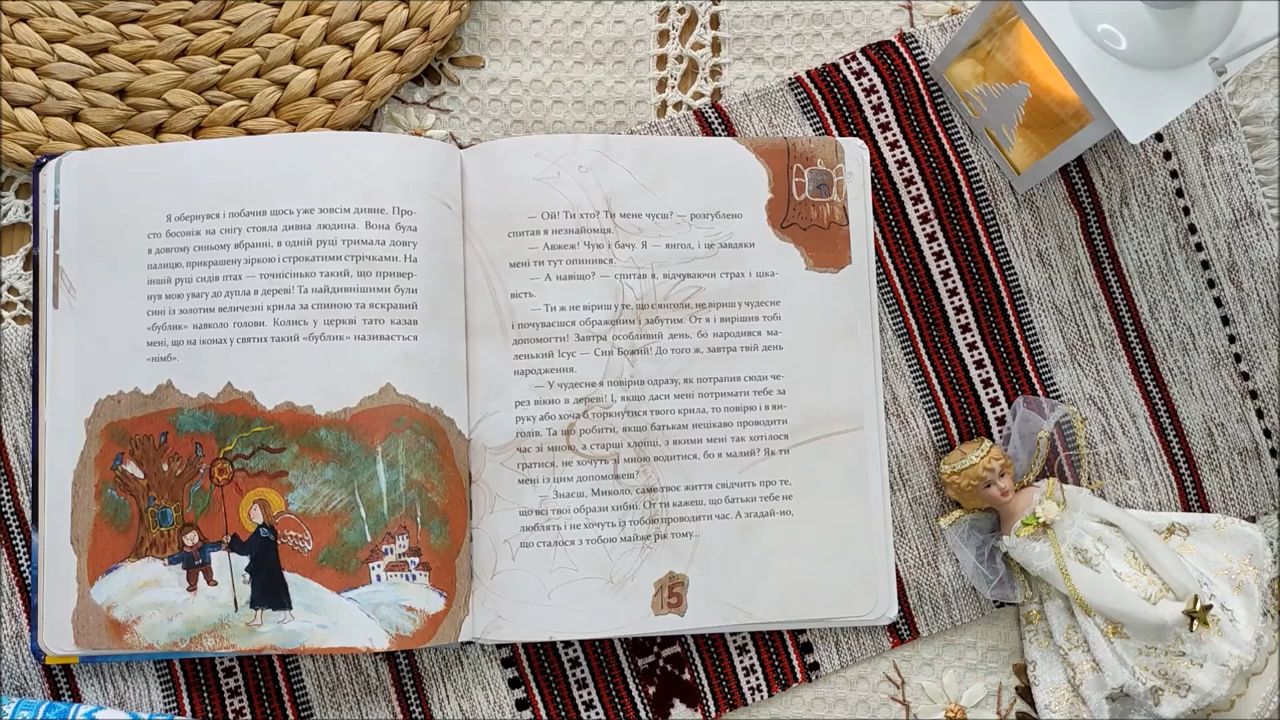 Я обернувся і побачив щось уже зовсім дивне. Про-
сто босоніж на снігу стояла дивна людина. Вона була
в довгому синьому вбранні, в одній руці тримала довгу
палицю, прикрашену зіркою і строкатими стрічками. На
іншій руці сидів птах — точнісінько такий, що привер-
нув мою увагу до дупла в дереві! Та найдивнішими були
сині із золотим величезні крила за спиною та яскравий
«бублик» навколо голови. Колись у церкві тато казав
мені, що на іконах у святих такий «бублик» називається
«німб».
— Ой! Ти хто? Ти мене чуєш? — розгублено
спитав я незнайомця.
— Авжеж! Чую і бачу. Я — янгол, і це завдяки
мені ти тут опинився.
— А навіщо? — спитав я, відчуваючи страх і ціка-
вість.
— Ти ж не віриш у те, що є янголи, не віриш у чудесне
і почуваєшся ображеним і забутим. От я і вирішив тобі
допомогти! Завтра особливий день, бо народився ма-
ленький Ісус — Син Божий! До того ж, завтра твій день
народження.
— У чудесне я повірив одразу, як потрапив сюди че-
рез вікно в дереві! І, якщо даси мені потримати тебе за
руку або хоча б торкнутися твого крила, то повірю і в ян-
голів. Та що робити, якщо батькам нецікаво проводити
час зі мною, а старші хлопці, з якими мені так хотілося
гратися, не хочуть зі мною водитися, бо я малий? Як ти
мені із цим допоможеш?
— Знаєш, Миколо, саме твоє життя свідчить про те,
що всі твої образи хибні. От ти кажеш, що батьки тебе не
люблять і не хочуть із тобою проводити час. А згадай-но,
що сталося з тобою майже рік тому...
15